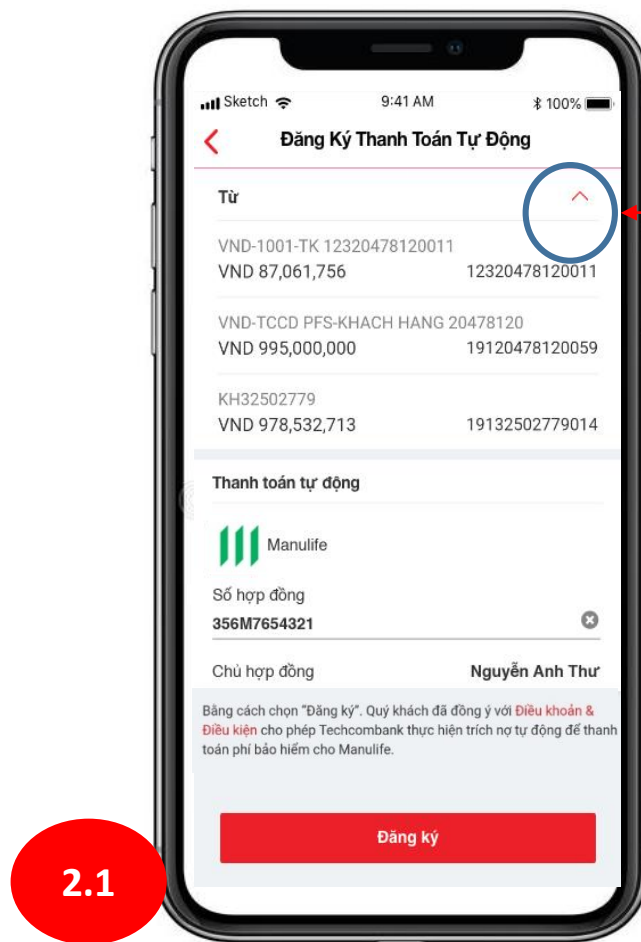 Sketch 9:41 AM 100%
Đăng Ký Thanh Toán Tự Động
Từ
VND-1001-TK 12320478120011
VND 87,061,756 12320478120011
VND-TCCD PFS-KHACH HANG 20478120
VND 995,000,000 19120478120059
KH32502779
VND 978,532,713 19132502779014
Thanh toán tự động
Manulife
Số hợp đồng
356M7654321
Chủ hợp đồng Nguyễn Anh Thư
Bằng cách chọn "Đăng ký". Quý khách đã đồng ý với Điều khoản &
Điều kiện cho phép Techcombank thực hiện trích nợ tự động để thanh
toán phí bảo hiểm cho Manulife.
Đăng ký
2.1